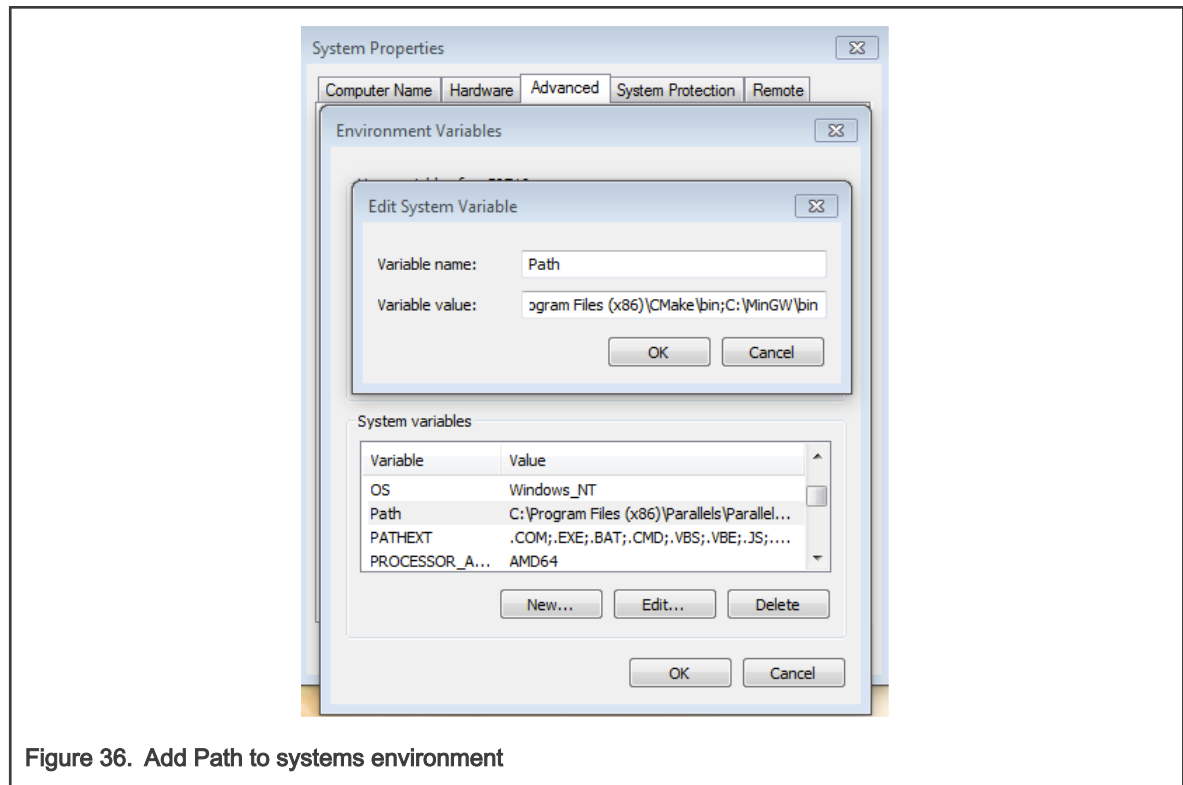 System Properties
Computer Name Hardware Advanced System Protection Remote
Environment Variables
Edit System Variable
Variable name: Path
Variable value: ogram Files (x86)\CMake\bin;C:\MinGW\bin
OK Cancel
System variables
Variable Value
OS Windows_NT
Path C:\Program Files (x86)\Parallels\Parallel...
PATHEXT .COM;.EXE;.BAT;.CMD;.VBS;.VBE;.JS;....
PROCESSOR_A... AMD64
New... Edit... Delete
OK Cancel
Figure 36. Add Path to systems environment